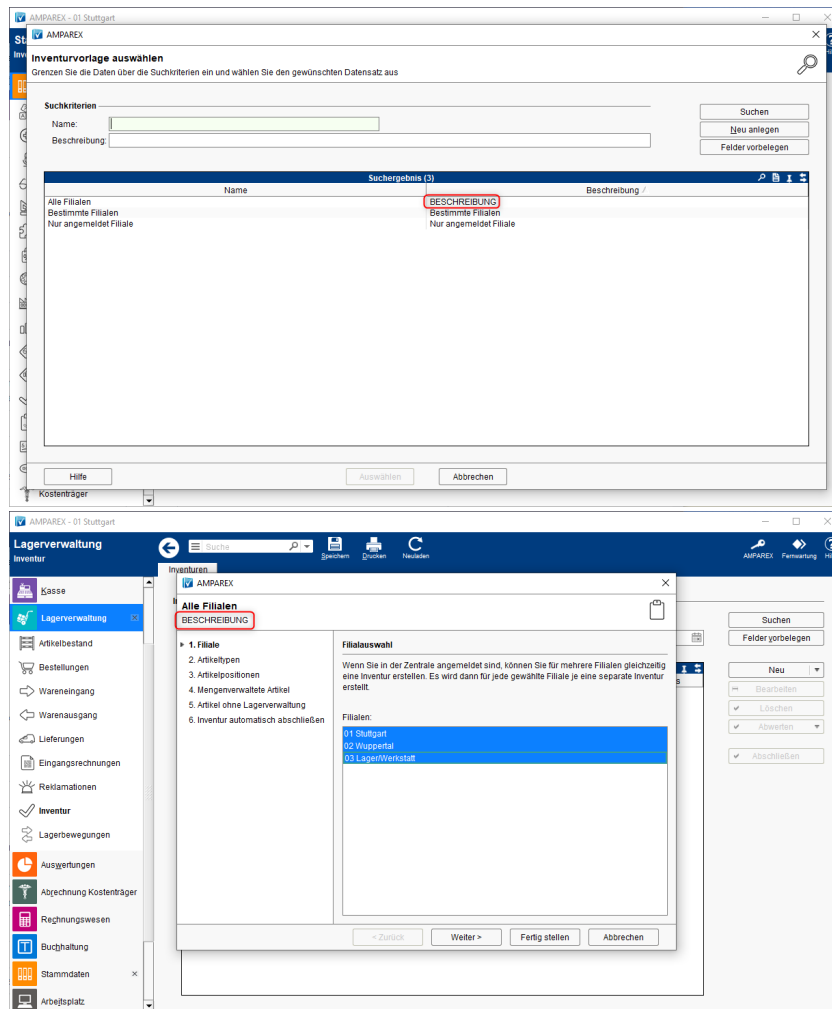 AMPAREX - 01 Stuttgart
AMPAREX
Inventurvorlage auswählen
Grenzen Sie die Daten über die Suchkriterien ein und wählen Sie den gewünschten Datensatz aus
Suchkriterien
Name:
Beschreibung:
Suchen
Neu anlegen
Felder vorbelegen
Suchergebnis (3)
Name Beschreibung
Alle Filialen BESCHREIBUNG
Bestimmte Filialen Bestimmte Filialen
Nur angemeldet Filiale Nur angemeldet Filiale
Hilfe Auswählen Abbrechen
Kostenträger
AMPAREX - 01 Stuttgart
Lagerverwaltung
Inventur
Suche
Speichern Drucken Neuladen
AMPAREX Fernwartung
Inventuren
Kasse
Lagerverwaltung
Artikelbestand
Bestellungen
Wareneingang
Warenausgang
Lieferungen
Eingangsrechnungen
Reklamationen
Inventur
Lagerbewegungen
Auswertungen
Abrechnung Kostenträger
Rechnungswesen
Buchhaltung
Stammdaten
Arbeitsplatz
AMPAREX
Alle Filialen
BESCHREIBUNG
1. Filiale
2. Artikeltypen
3. Artikelpositionen
4. Mengenverwaltete Artikel
5. Artikel ohne Lagerverwaltung
6. Inventur automatisch abschließen
Filialauswahl
Wenn Sie in der Zentrale angemeldet sind, können Sie für mehrere Filialen gleichzeitig
eine Inventur erstellen. Es wird dann für jede gewählte Filiale je eine separate Inventur
erstellt.
Filialen:
01 Stuttgart
02 Wuppertal
03 Lager/Werkstatt
< Zurück Weiter > Fertig stellen Abbrechen
Suchen
Felder vorbelegen
Neu
Bearbeiten
Löschen
Abwerten
Abschließen